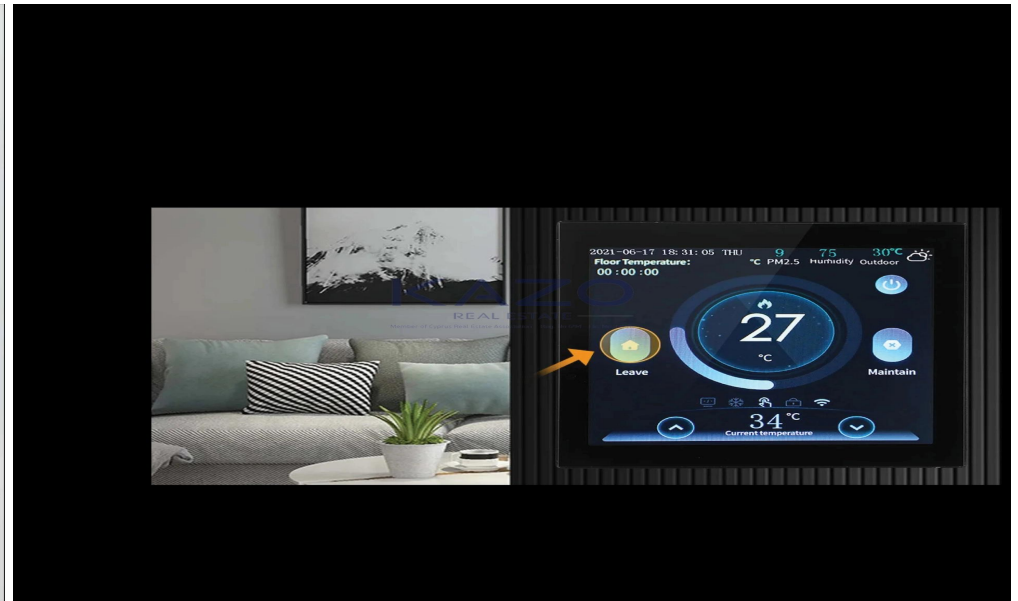 2021-06-17 18:31:05 THU
9 75 30°C
Floor Temperature:
°C PM2.5 Humidity Outdoor
00:00:00
KAZO
REAL ESTATE
27
°C
Leave
Maintain
34 °C
Current temperature